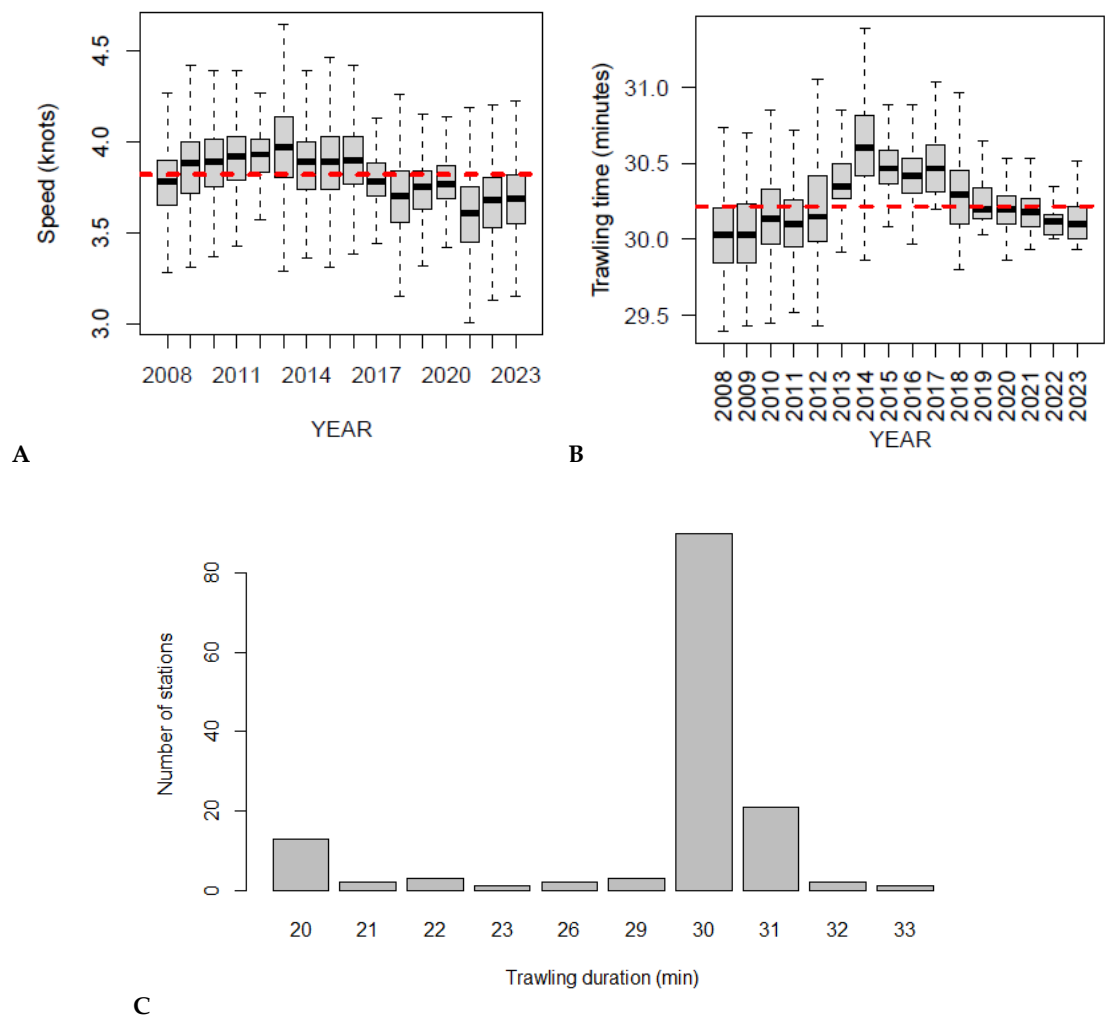 4.5
4.0
3.5
3.0
Speed (knots)
2008 2011 2014 2017 2020 2023
YEAR
A
31.0
30.5
30.0
29.5
Trawling time (minutes)
2008 2009 2010 2011 2012 2013 2014 2015 2016 2017 2018 2019 2020 2021 2022 2023
YEAR
B
80
60
40
20
0
Number of stations
20 21 22 23 26 29 30 31 32 33
Trawling duration (min)
C